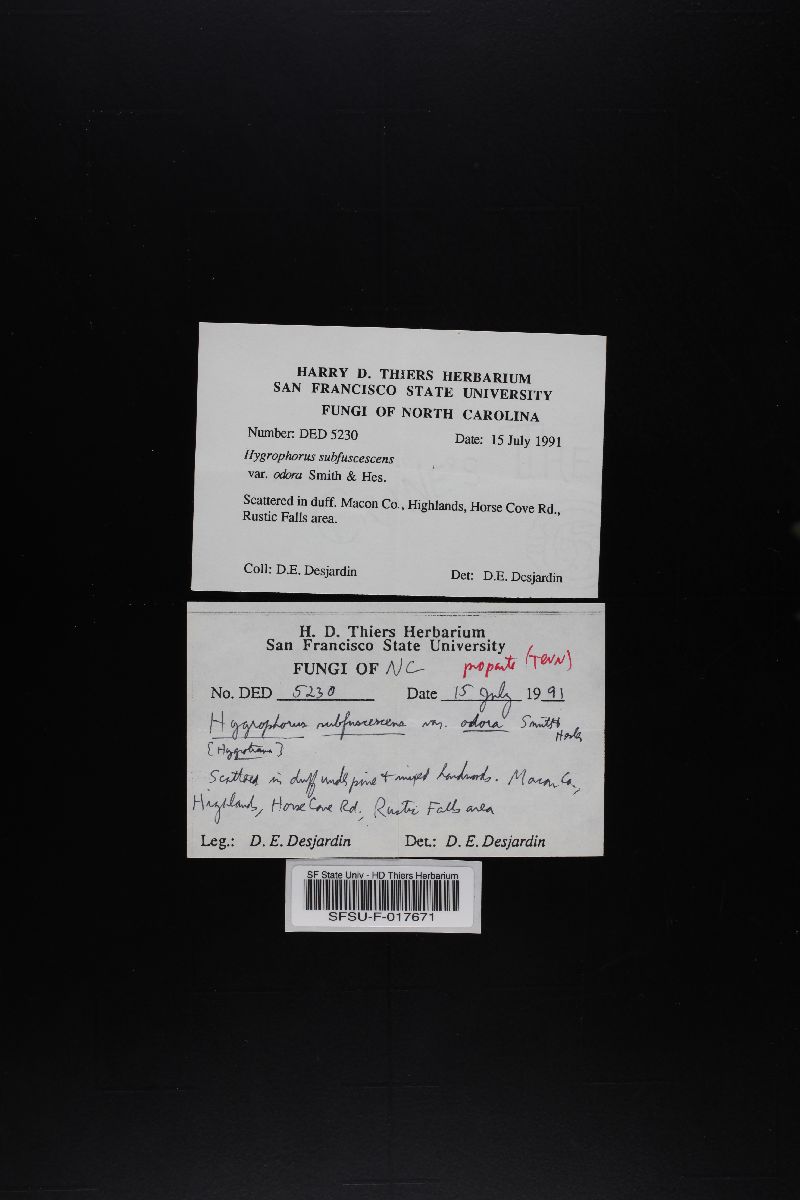 HARRY D. THIERS HERBARIUM
SAN FRANCISCO STATE UNIVERSITY
FUNGI OF NORTH CAROLINA
Number: DED 5230 Date: 15 July 1991
Hygrophorus subfuscescens
var. odora Smith & Hes.
Scattered in duff. Macon Co., Highlands, Horse Cove Rd.,
Rustic Falls area.
Coll: D.E. Desjardin Det: D.E. Desjardin
H. D. Thiers Herbarium
San Francisco State University
FUNGI OF NC pro parte (TENN)
No. DED 5230 Date 15 July 1991
Hygrophorus subfuscescens var. odora Smith &
Hesler
Scattered in duff under pine + mixed hardwoods. Macon Co.,
Highlands, Horse Cove Rd., Rustic Falls area
Leg.: D. E. Desjardin Det.: D. E. Desjardin
SF State Univ - HD Thiers Herbarium
SFSU-F-017671